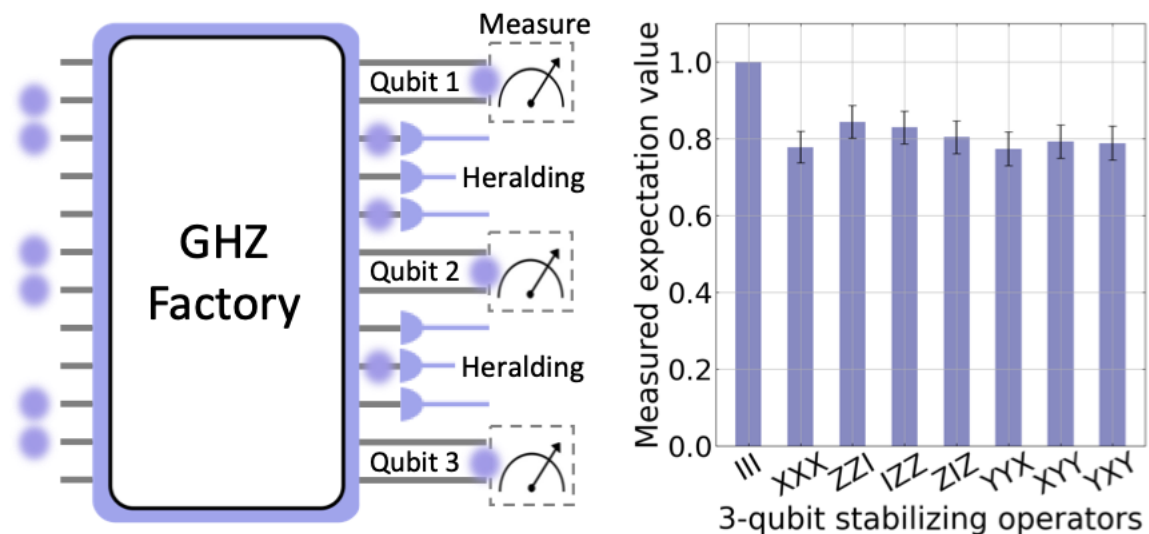 Measure
Qubit 1
Heralding
GHZ
Factory
Qubit 2
Heralding
Qubit 3
Measured expectation value
1.0
0.8
0.6
0.4
0.2
0.0
III
XXX
ZZI
IZZ
ZIZ
YYX
XYY
YXY
3-qubit stabilizing operators